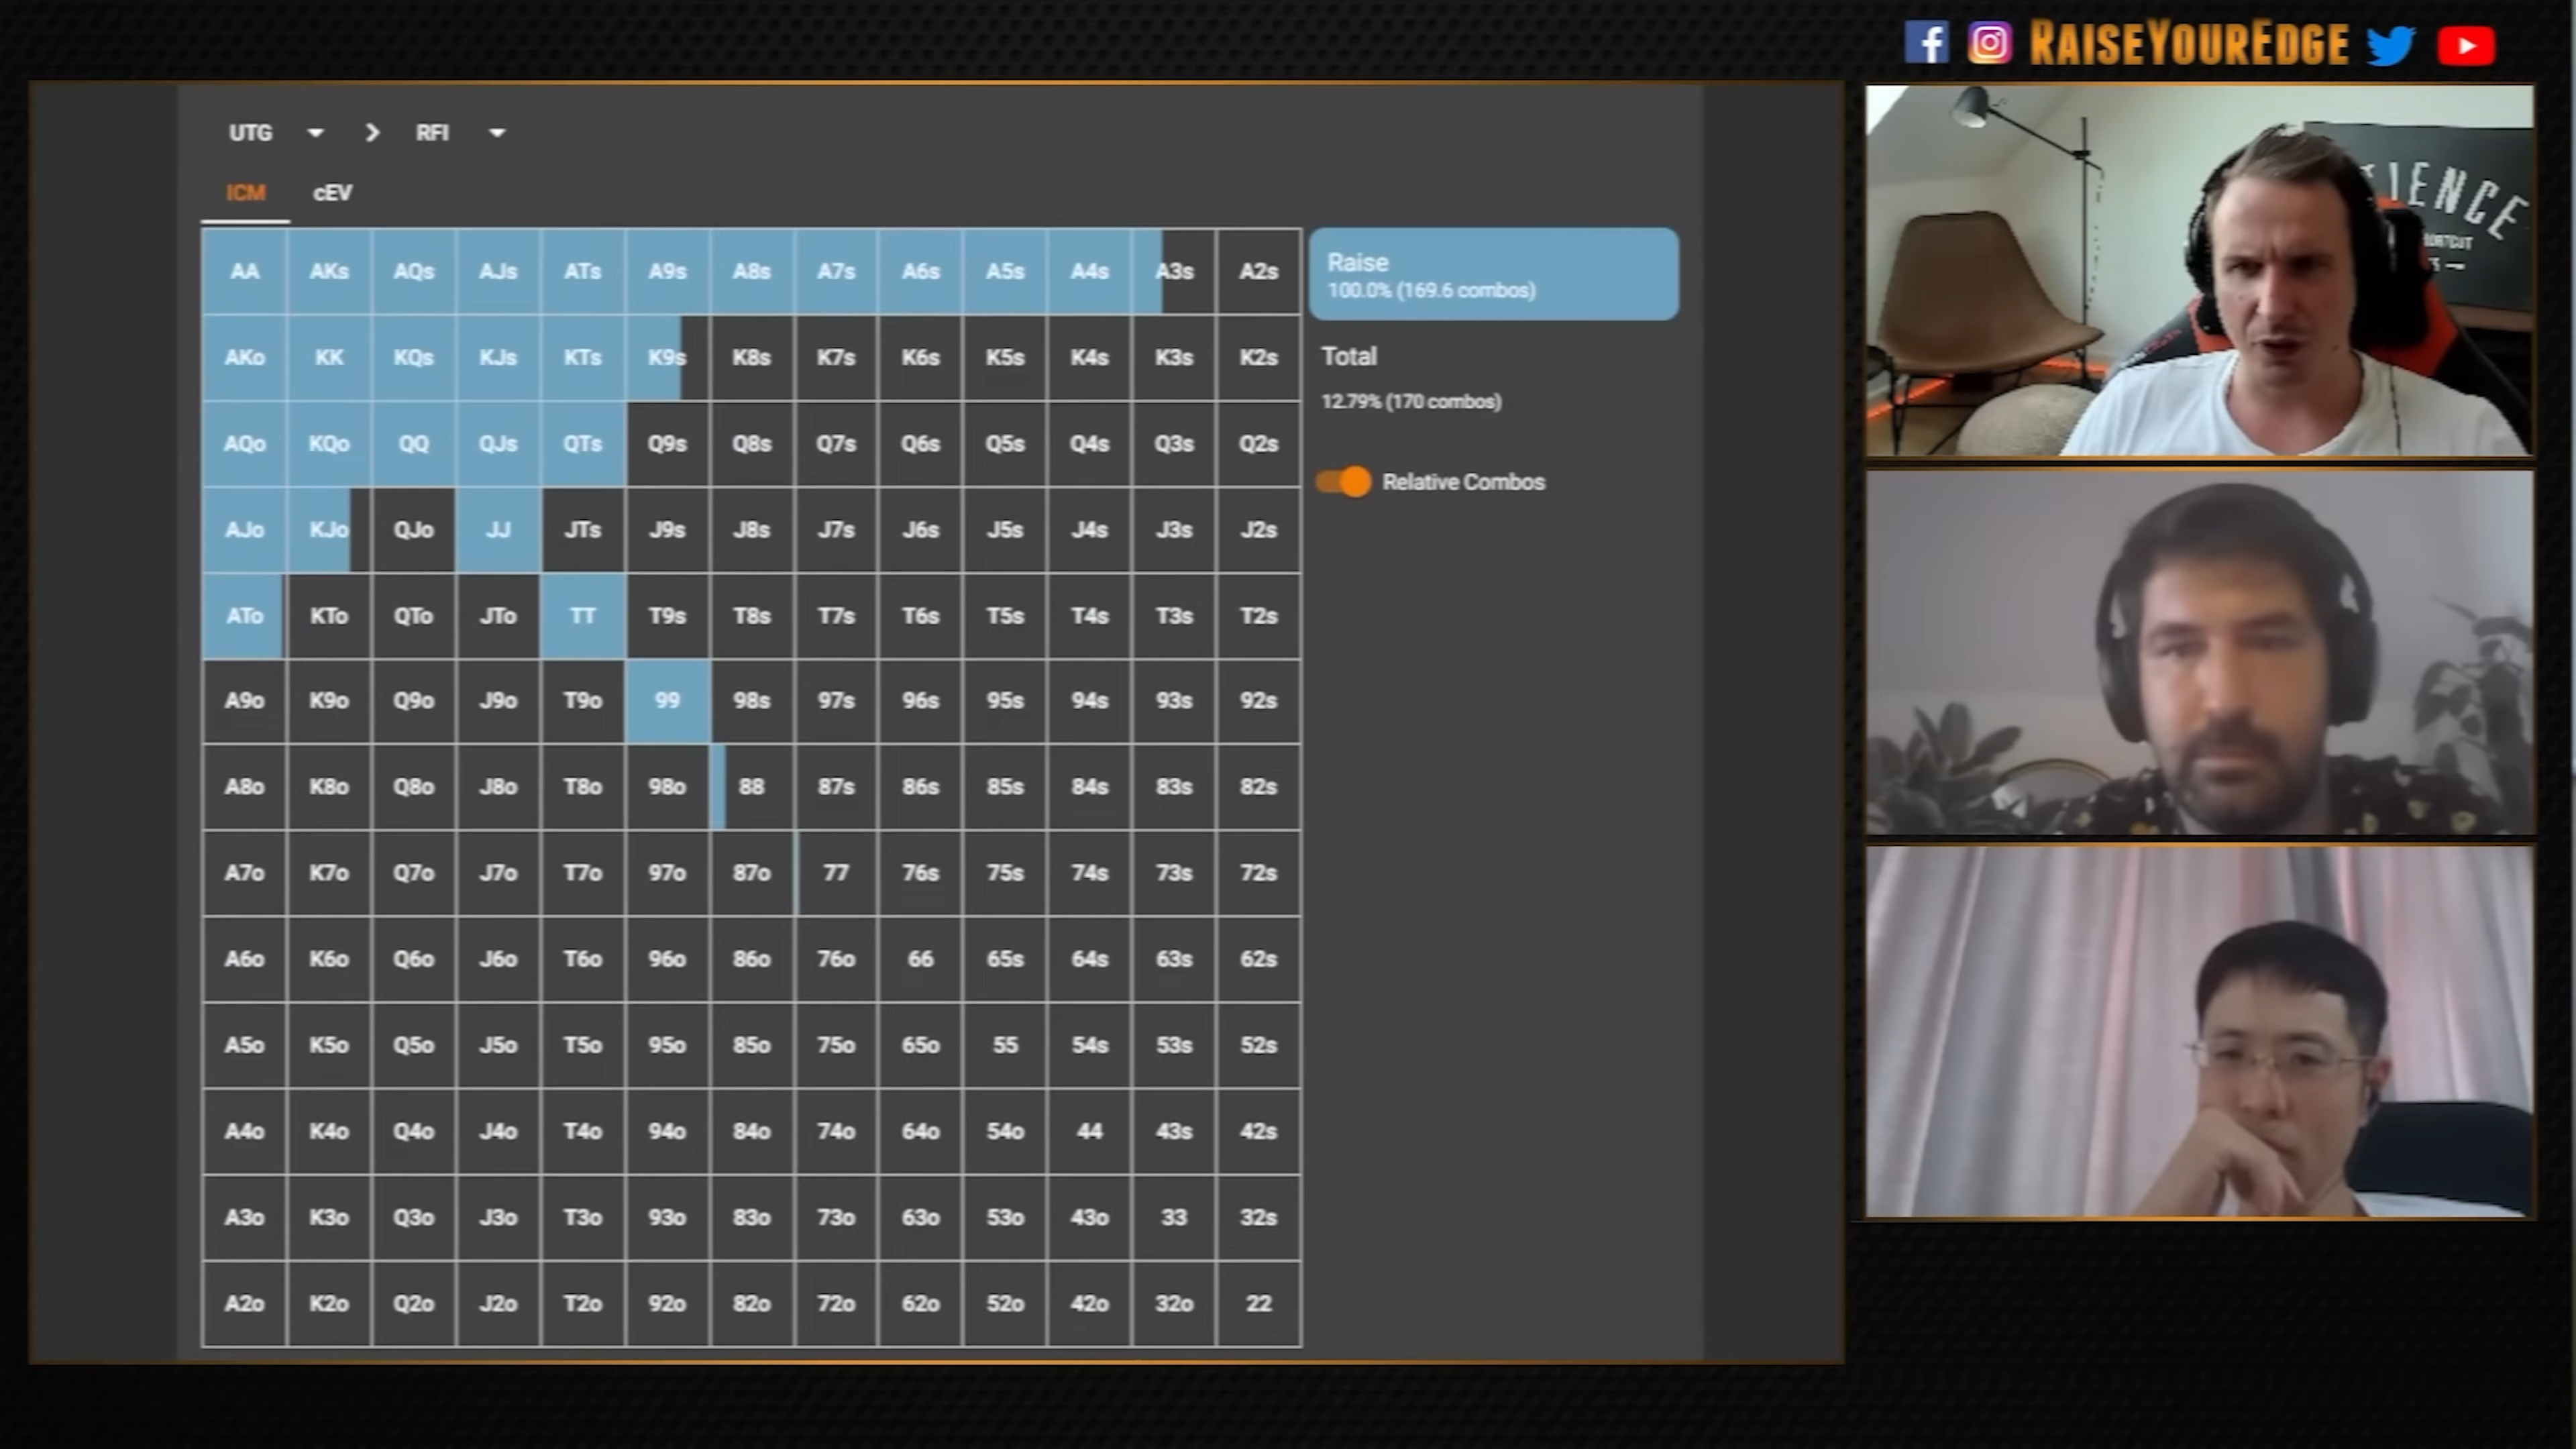 RAISEYOUREDGE
UTG > RFI
ICM cEV
AA AKs AQs AJs ATs A9s A8s A7s A6s A5s A4s A3s A2s
AKo KK KQs KJs KTs K9s K8s K7s K6s K5s K4s K3s K2s
AQo KQo QQ QJs QTs Q9s Q8s Q7s Q6s Q5s Q4s Q3s Q2s
AJo KJo QJo JJ JTs J9s J8s J7s J6s J5s J4s J3s J2s
ATo KTo QTo JTo TT T9s T8s T7s T6s T5s T4s T3s T2s
A9o K9o Q9o J9o T9o 99 98s 97s 96s 95s 94s 93s 92s
A8o K8o Q8o J8o T8o 98o 88 87s 86s 85s 84s 83s 82s
A7o K7o Q7o J7o T7o 97o 87o 77 76s 75s 74s 73s 72s
A6o K6o Q6o J6o T6o 96o 86o 76o 66 65s 64s 63s 62s
A5o K5o Q5o J5o T5o 95o 85o 75o 65o 55 54s 53s 52s
A4o K4o Q4o J4o T4o 94o 84o 74o 64o 54o 44 43s 42s
A3o K3o Q3o J3o T3o 93o 83o 73o 63o 53o 43o 33 32s
A2o K2o Q2o J2o T2o 92o 82o 72o 62o 52o 42o 32o 22
Raise
100.0% (169.6 combos)
Total
12.79% (170 combos)
Relative Combos
IENCE